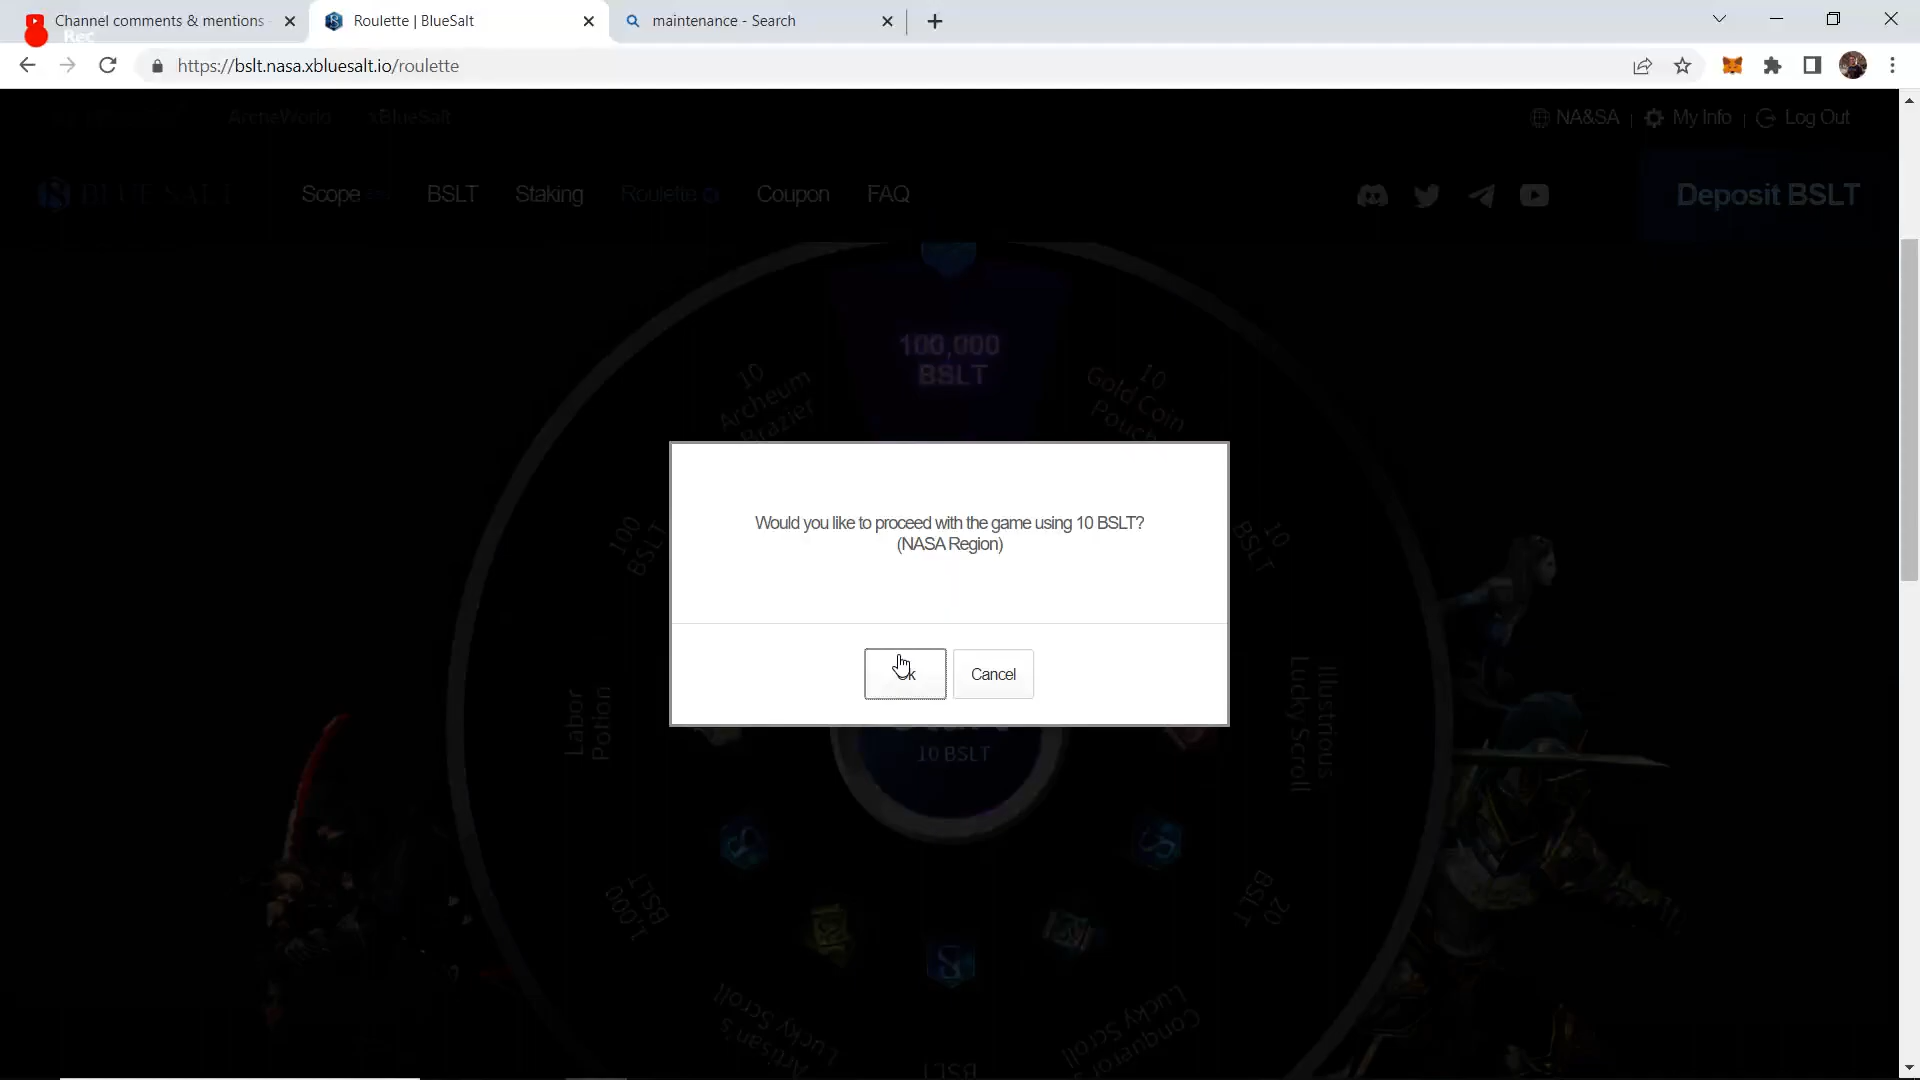 Channel comments & mentions
Roulette | BlueSalt
maintenance - Search
Rec
https://bslt.nasa.xbluesalt.io/roulette
ArcheWorld
xBlueSalt
NA&SA
My Info
Log Out
BLUE SALT
Scope
BSLT
Staking
Roulette
Coupon
FAQ
Deposit BSLT
100,000
BSLT
10
Archeum
Brazier
10
Gold Coin
Pouch
100
BSLT
10
BSLT
Would you like to proceed with the game using 10 BSLT?
(NASA Region)
Ok
Cancel
Labor
Potion
10 BSLT
Illustrious
Lucky Scroll
1,000
BSLT
20
BSLT
Artisan's
Lucky Scroll
Conqueror's
Lucky Scroll
BSLT